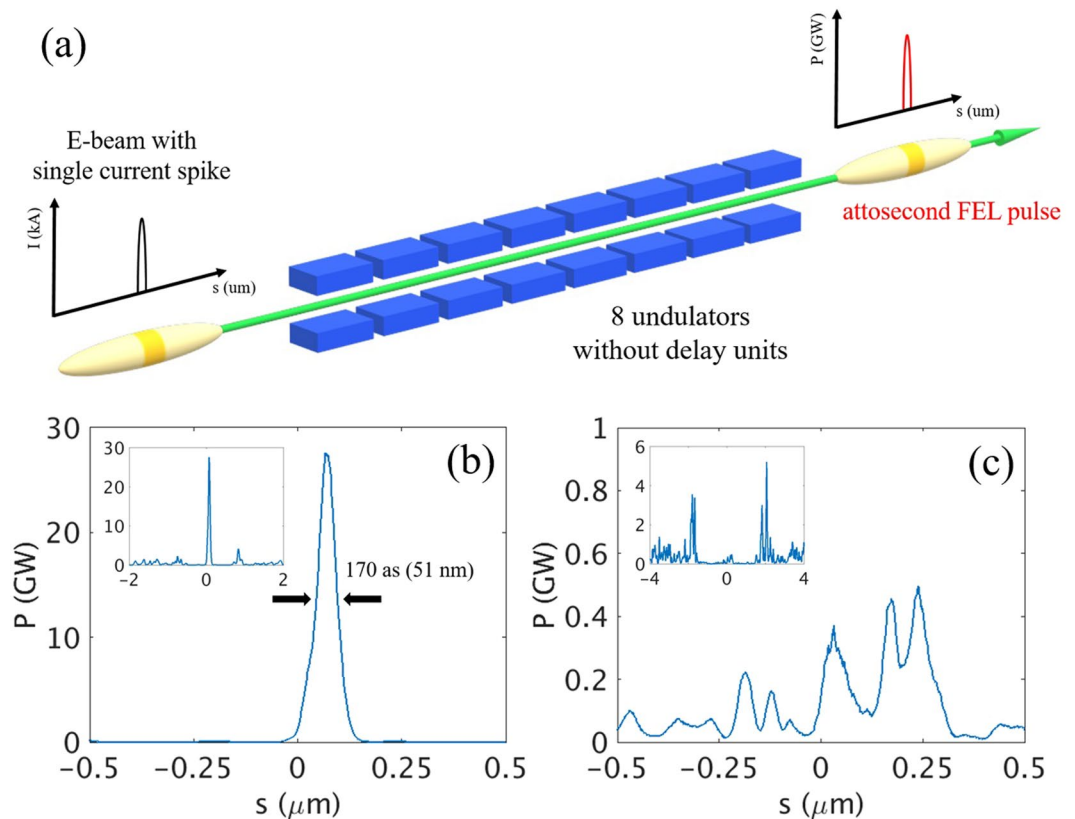 (a)
P (GW)
s (um)
E-beam with
single current spike
I (kA)
s (um)
attosecond FEL pulse
8 undulators
without delay units
(b)
30
20
10
0
P (GW)
-0.5
-0.25
0
0.25
0.5
s (μm)
30
20
10
0
-2
0
2
170 as (51 nm)
(c)
1
0.8
0.6
0.4
0.2
0
P (GW)
-0.5
-0.25
0
0.25
0.5
s (μm)
6
4
2
0
-4
0
4